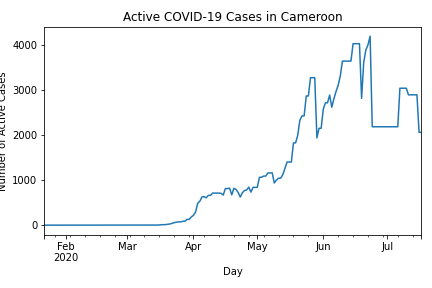 Active COVID-19 Cases in Cameroon
Number of Active Cases
4000
3000
2000
1000
0
Feb
2020
Mar
Apr
May
Jun
Jul
Day